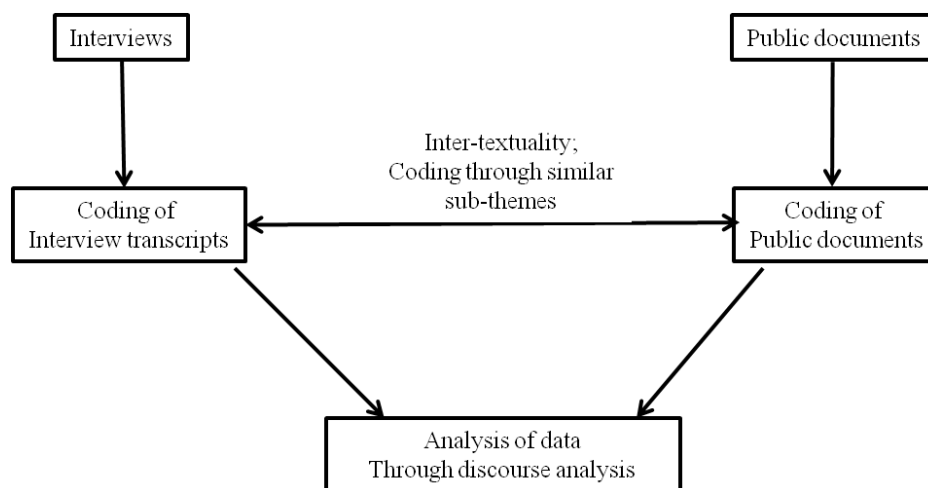 Interviews
Public documents
Inter-textuality;
Coding through similar
sub-themes
Coding of
Interview transcripts
Coding of
Public documents
Analysis of data
Through discourse analysis